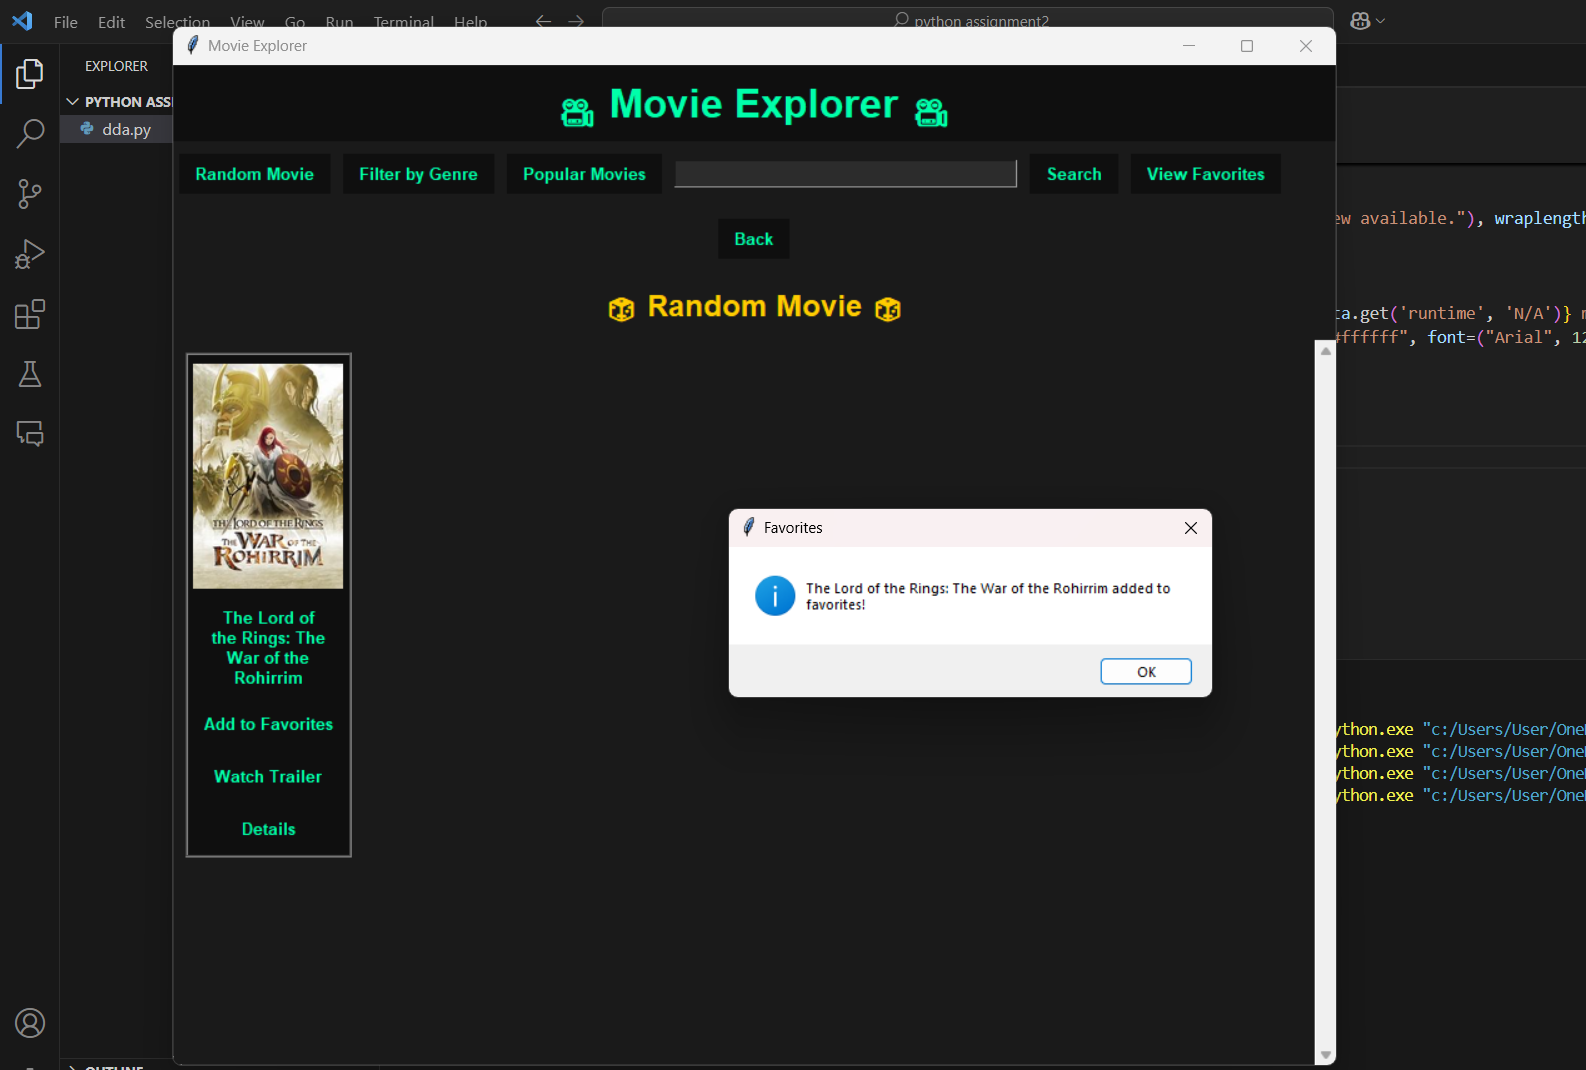 File Edit Selection View Go Run Terminal Help
python assignment2
EXPLORER
PYTHON ASS
dda.py
Movie Explorer
Movie Explorer
Random Movie
Filter by Genre
Popular Movies
Search
View Favorites
Back
Random Movie
THE LORD OF THE RINGS
THE WAR OF THE
ROHIRRIM
The Lord of
the Rings: The
War of the
Rohirrim
Add to Favorites
Watch Trailer
Details
Favorites
The Lord of the Rings: The War of the Rohirrim added to
favorites!
OK
ew available."), wraplength
ta.get('runtime', 'N/A')} m
#ffffff", font=("Arial", 12
ython.exe "c:/Users/User/One
ython.exe "c:/Users/User/One
ython.exe "c:/Users/User/One
ython.exe "c:/Users/User/One
OUTLINE